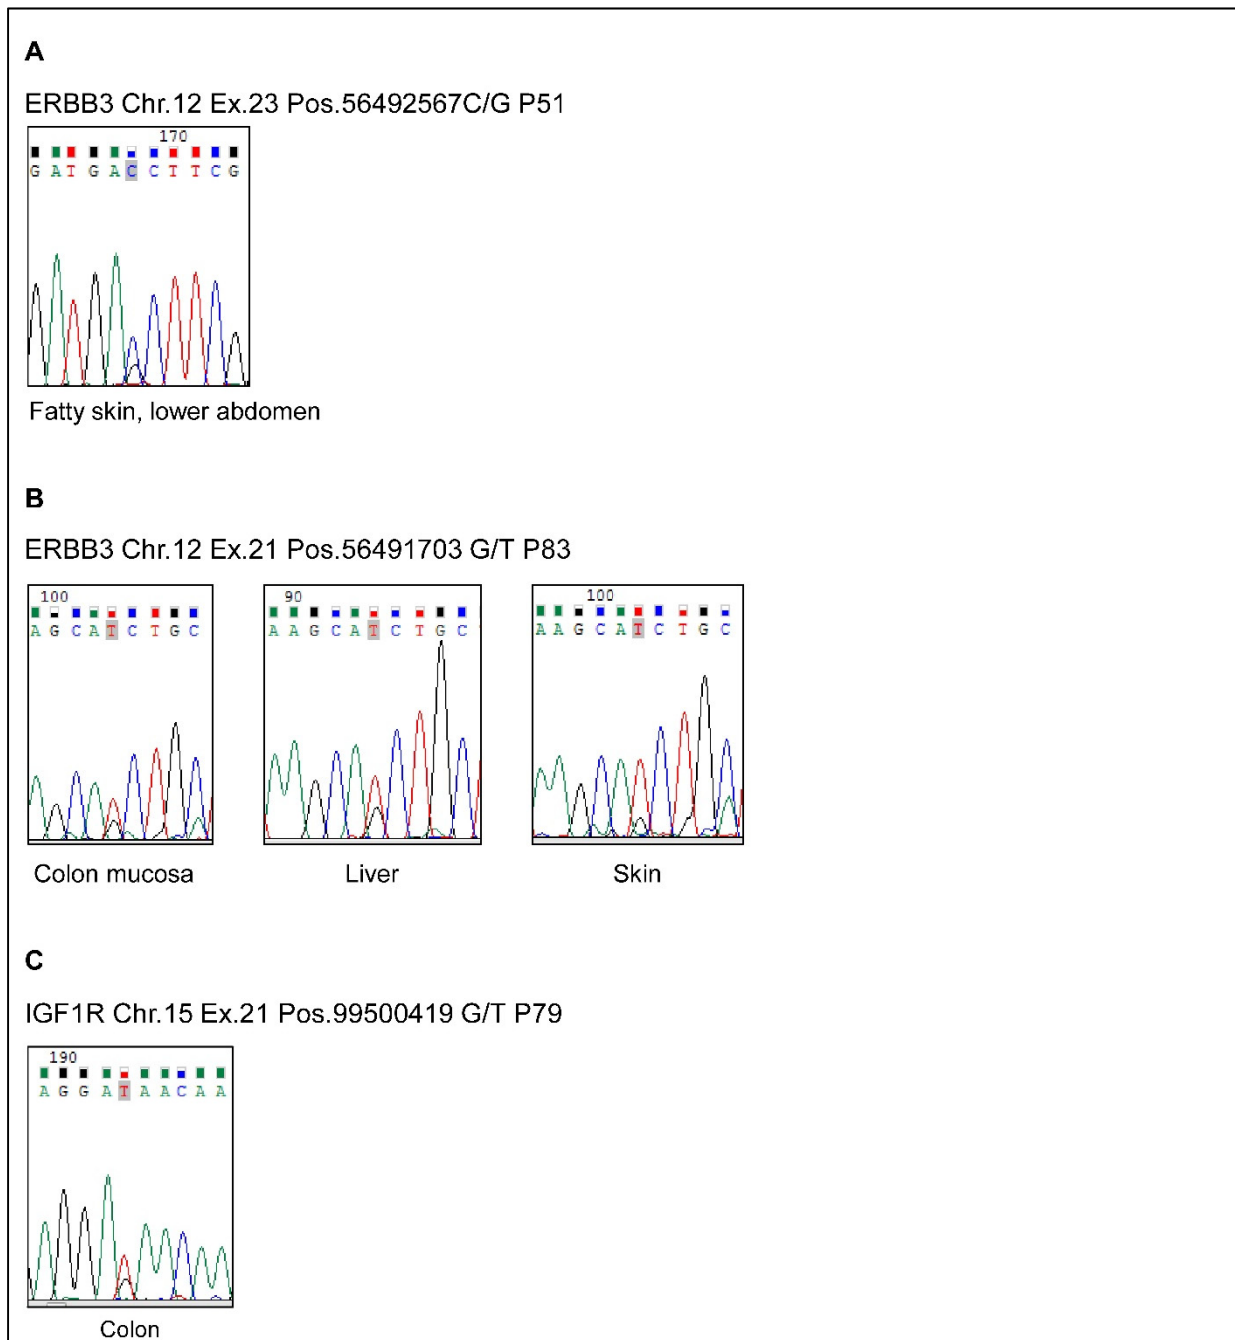 A
ERBB3 Chr.12 Ex.23 Pos.56492567C/G P51
170
G A T G A C C T T C G
Fatty skin, lower abdomen
B
ERBB3 Chr.12 Ex.21 Pos.56491703 G/T P83
100 90 100
A G C A T C T G C A A G C A T C T G C A A G C A T C T G C
Colon mucosa Liver Skin
C
IGF1R Chr.15 Ex.21 Pos.99500419 G/T P79
190
A G G A T A A C A A
Colon